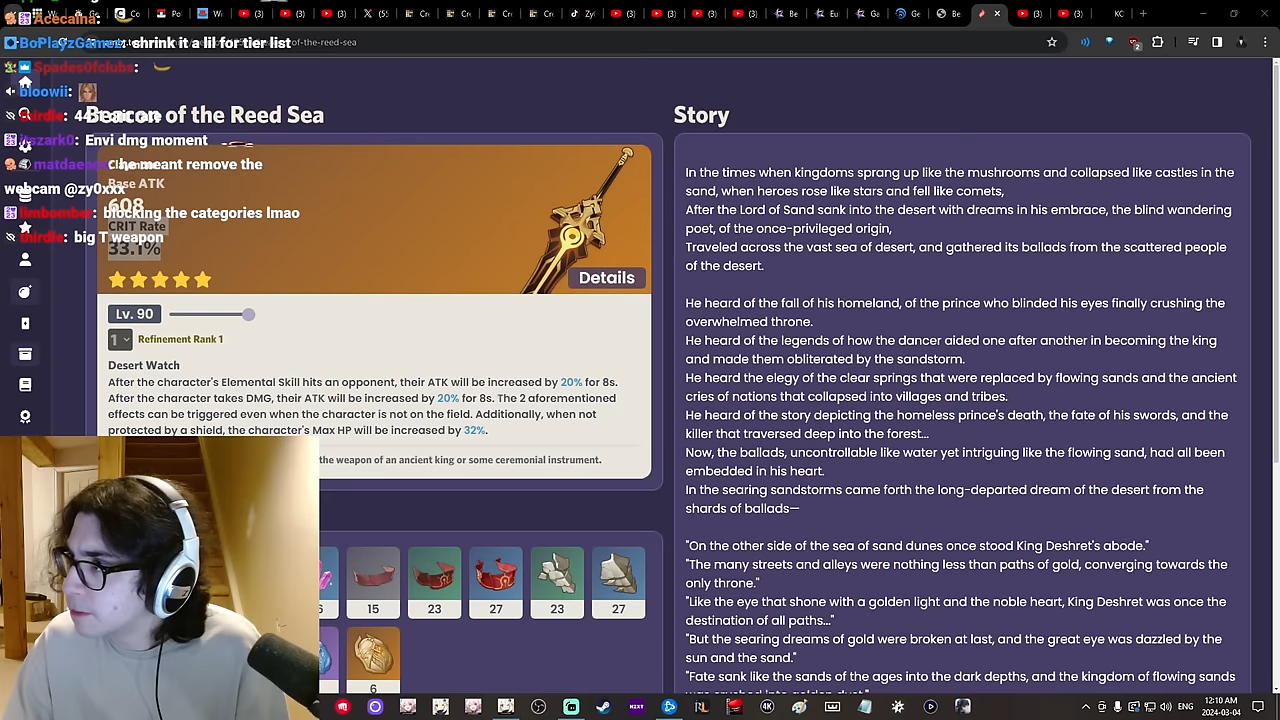 Acecaina:
BoPlayzGamez: shrink it a lil for tier list
Spades0fclubs:
bloowii:
thirdle:
itszark0: Envi dmg moment
he meant remove the
webcam @zy0xxx
limbomber: blocking the categories lmao
thirdle: big T weapon
of-the-reed-sea
Beacon of the Reed Sea
Base ATK
608
CRIT Rate
33.1%
Details
Lv. 90
1
Refinement Rank 1
Desert Watch
After the character's Elemental Skill hits an opponent, their ATK will be increased by 20% for 8s.
After the character takes DMG, their ATK will be increased by 20% for 8s. The 2 aforementioned
effects can be triggered even when the character is not on the field. Additionally, when not
protected by a shield, the character's Max HP will be increased by 32%.
the weapon of an ancient king or some ceremonial instrument.
6
15
23
27
23
27
6
Story
In the times when kingdoms sprang up like the mushrooms and collapsed like castles in the
sand, when heroes rose like stars and fell like comets,
poet, of that once-privileged origin,
Traveled across the vast sea of desert, and gathered its ballads from the scattered people
of the desert.
He heard of the fall of his homeland, of the prince who blinded his eyes finally crushing the
overwhelmed throne.
He heard of the legends of how the dancer aided one after another in becoming the king
and made them obliterated by the sandstorm.
He heard the elegy of the clear springs that were replaced by flowing sands and the ancient
cries of nations that collapsed into villages and tribes.
He heard of the story depicting the homeless prince's death, the fate of his swords, and the
killer that traversed deep into the forest...
Now, the ballads, uncontrollable like water yet intriguing like the flowing sand, had all been
embedded in his heart.
In the searing sandstorms came forth the long-departed dream of the desert from the
shards of ballads—
"On the other side of the sea of sand dunes once stood King Deshret's abode."
"The many streets and alleys were nothing less than paths of gold, converging towards the
only throne."
"Like the eye that shone with a golden light and the noble heart, King Deshret was once the
destination of all paths..."
"But the searing dreams of gold were broken at last, and the great eye was dazzled by the
sun and the sand."
"Fate sank like the sands of the ages into the dark depths, and the kingdom of flowing sands
12:10 AM
2024-03-04
ENG